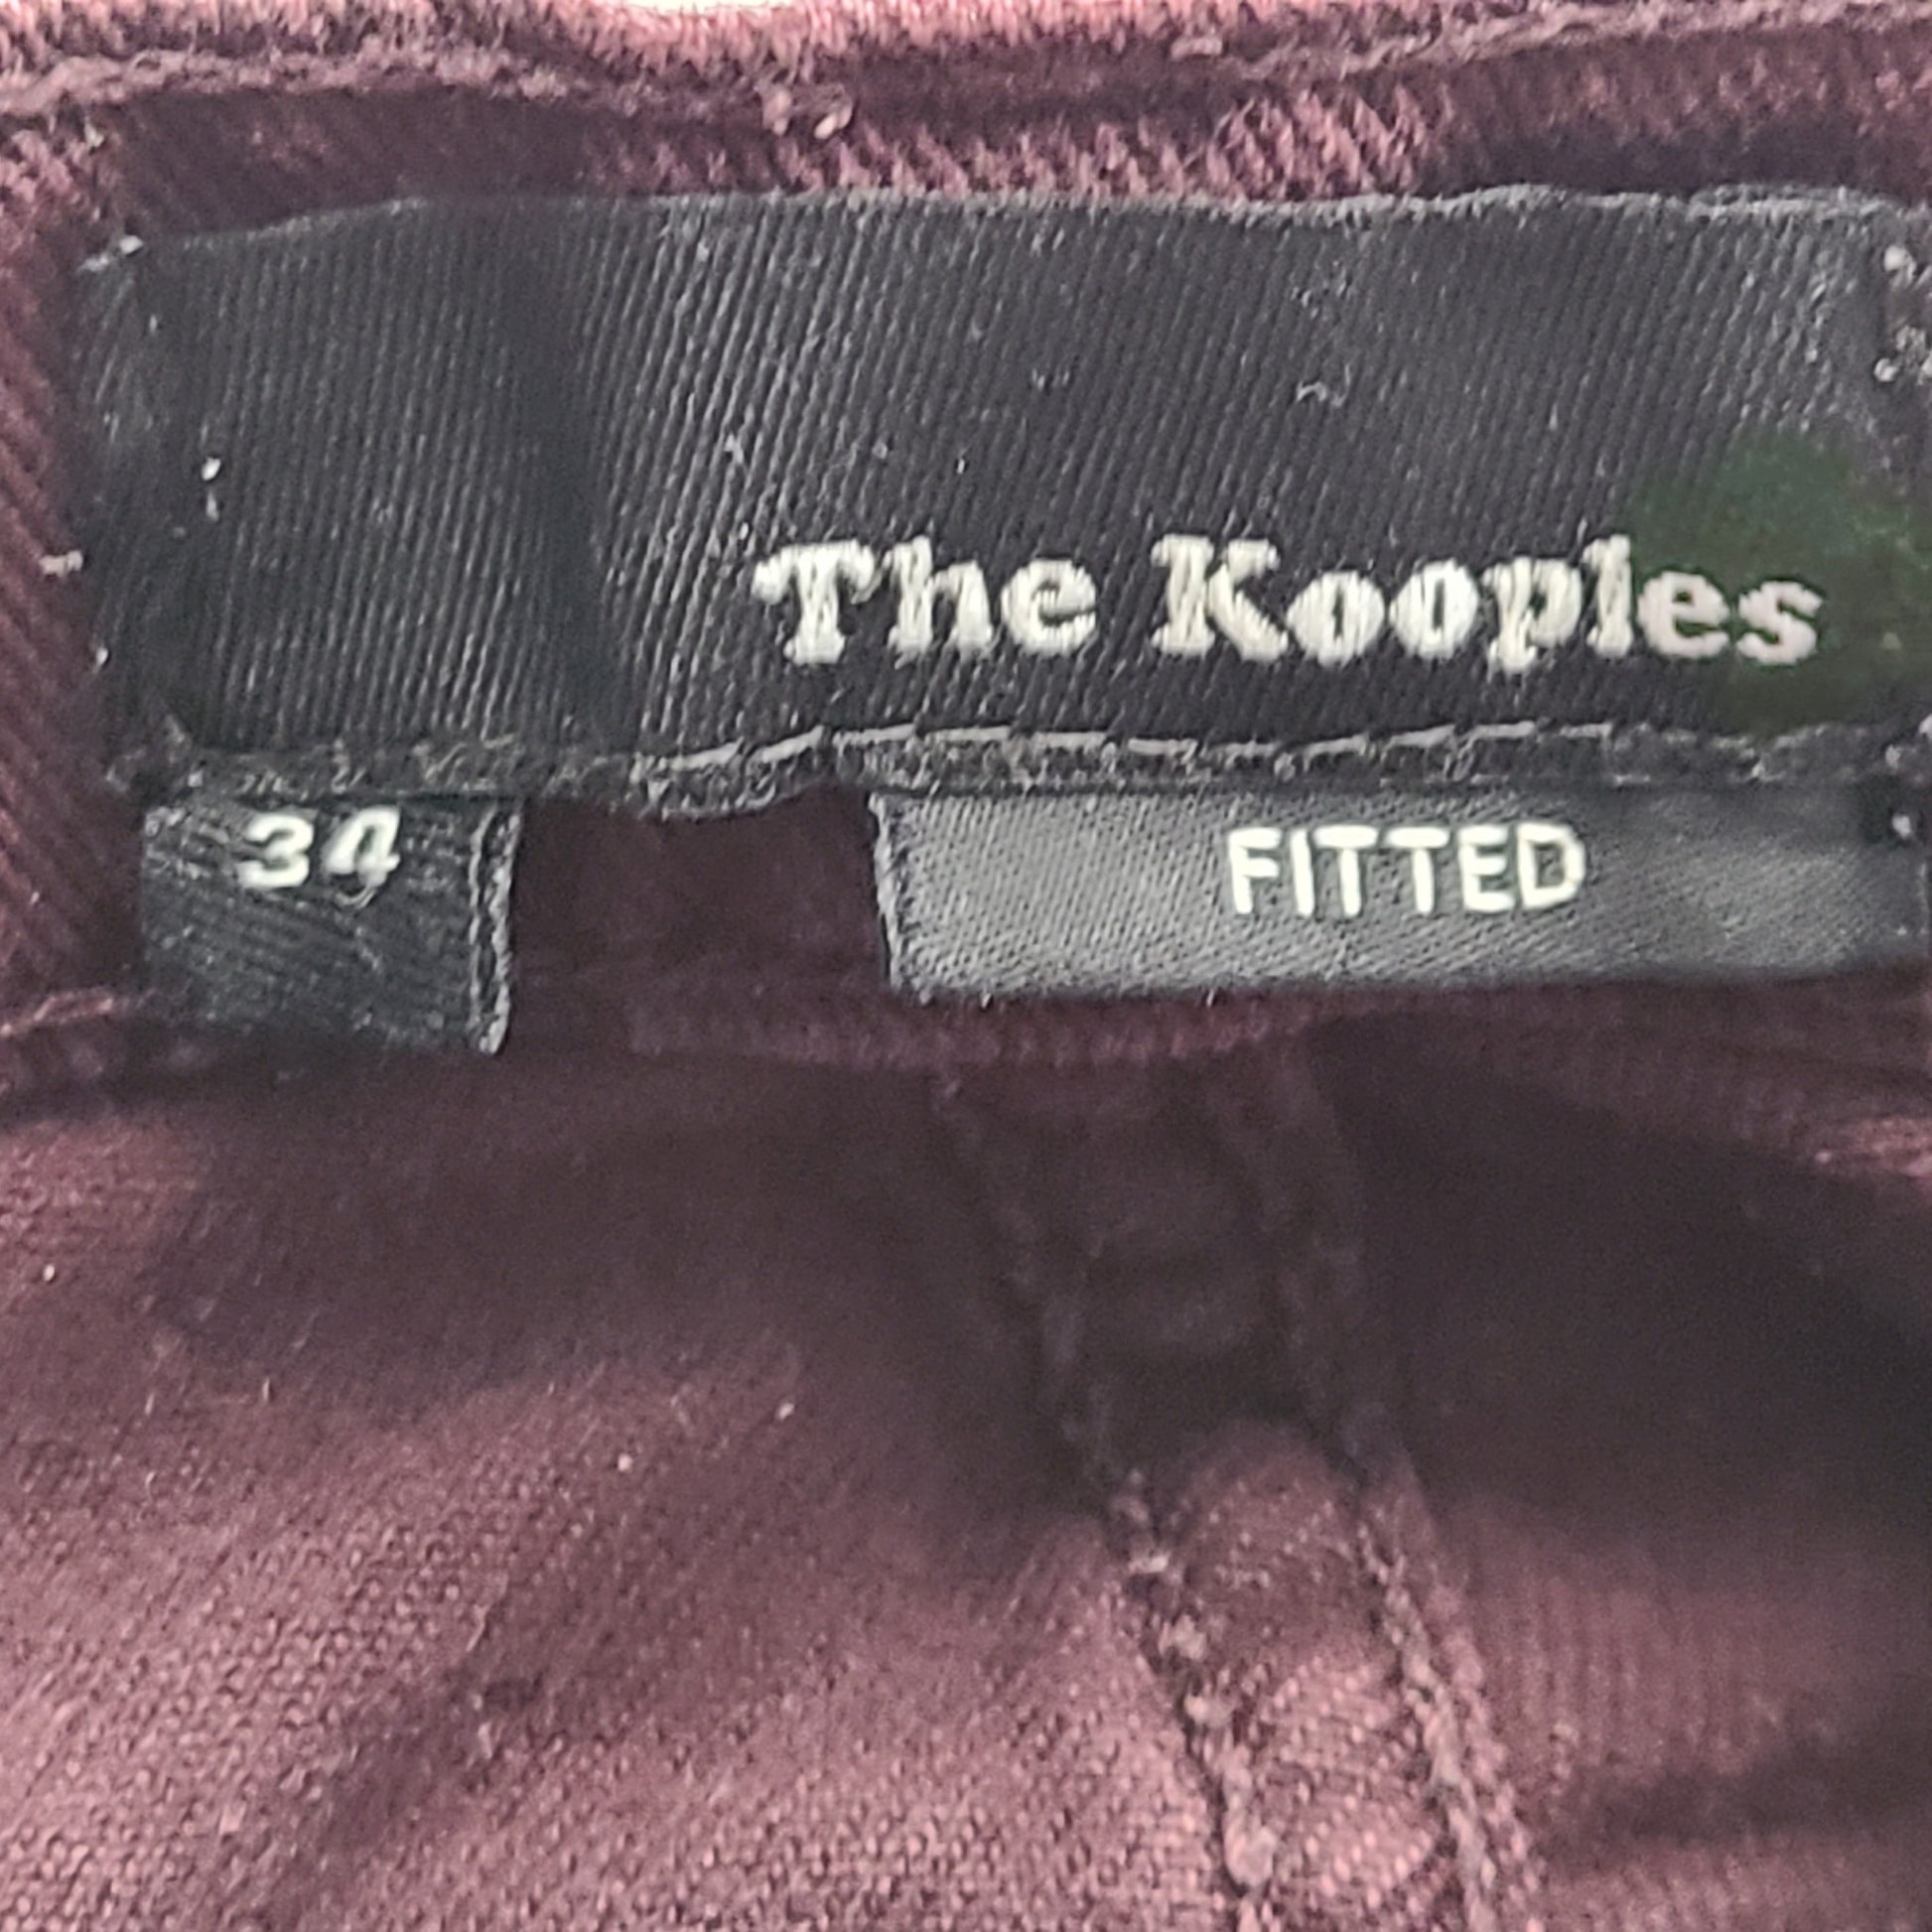 The Kooples
34
FITTED